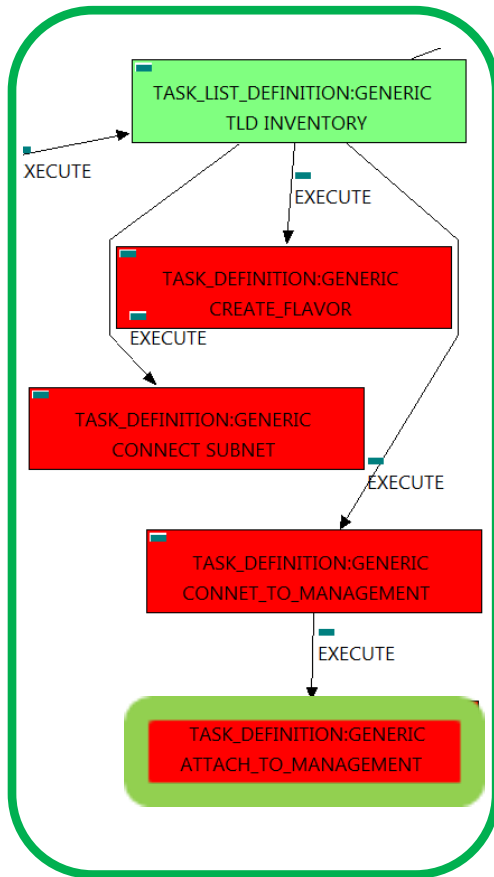 TASK_LIST_DEFINITION:GENERIC
TLD INVENTORY
XECUTE
EXECUTE
TASK_DEFINITION:GENERIC
CREATE_FLAVOR
EXECUTE
TASK_DEFINITION:GENERIC
CONNECT SUBNET
EXECUTE
TASK_DEFINITION:GENERIC
CONNET_TO_MANAGEMENT
EXECUTE
TASK_DEFINITION:GENERIC
ATTACH_TO_MANAGEMENT